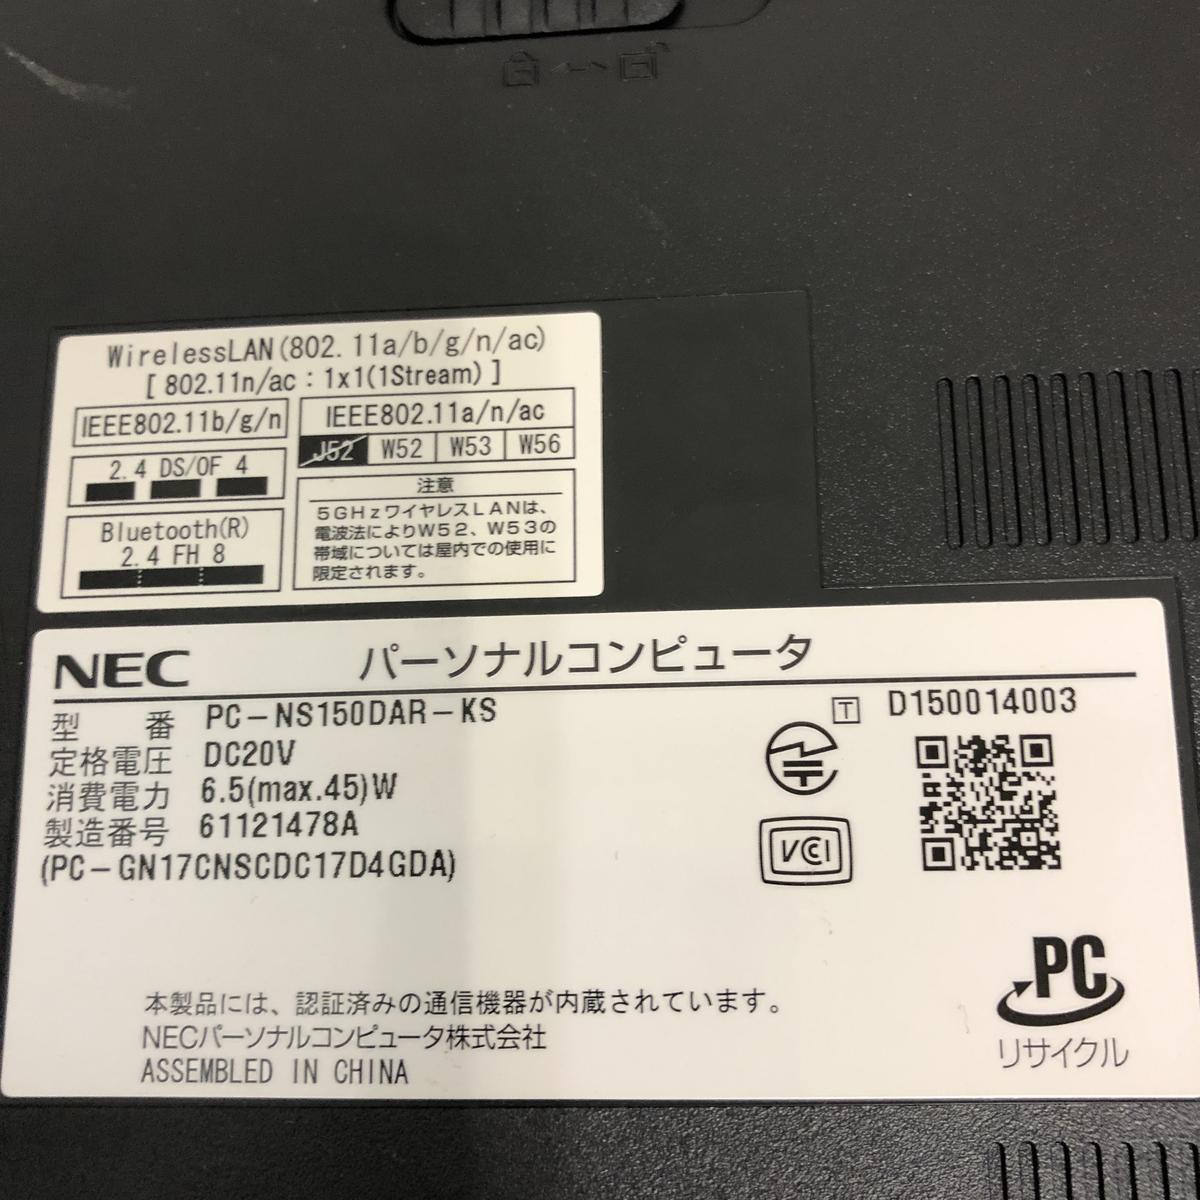 WirelessLAN(802.11a/b/g/n/ac)
[ 802.11n/ac : 1x1(1Stream) ]
IEEE802.11b/g/n
IEEE802.11a/n/ac
J52 W52 W53 W56
2.4 DS/OF 4
Bluetooth(R)
2.4 FH 8
注意
5GHzワイヤレスLANは、
電波法によりW52、W53の
帯域については屋内での使用に
限定されます。
NEC パーソナルコンピュータ
型番 PC-NS150DAR-KS
定格電圧 DC20V
消費電力 6.5(max.45)W
製造番号 61121478A
(PC-GN17CNSCDC17D4GDA)
T D150014003
VCI
PC
リサイクル
本製品には、認証済みの通信機器が内蔵されています。
NECパーソナルコンピュータ株式会社
ASSEMBLED IN CHINA